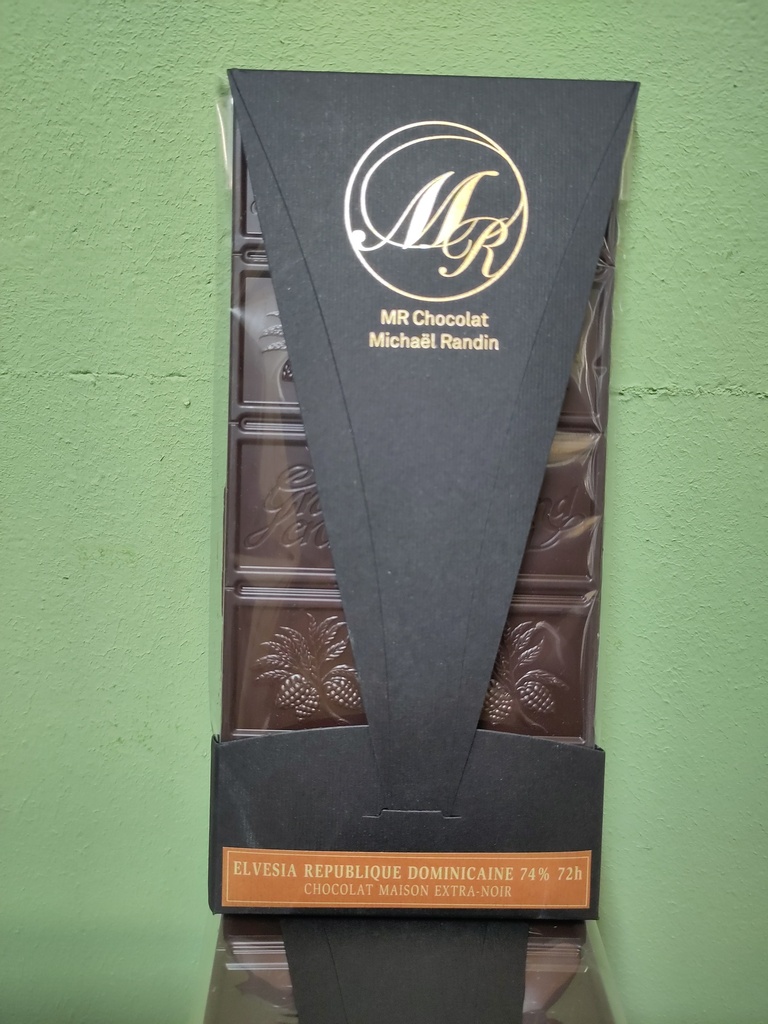 MR
MR Chocolat
Michaël Randin
ELVESIA REPUBLIQUE DOMINICAINE 74% 72h
CHOCOLAT MAISON EXTRA-NOIR